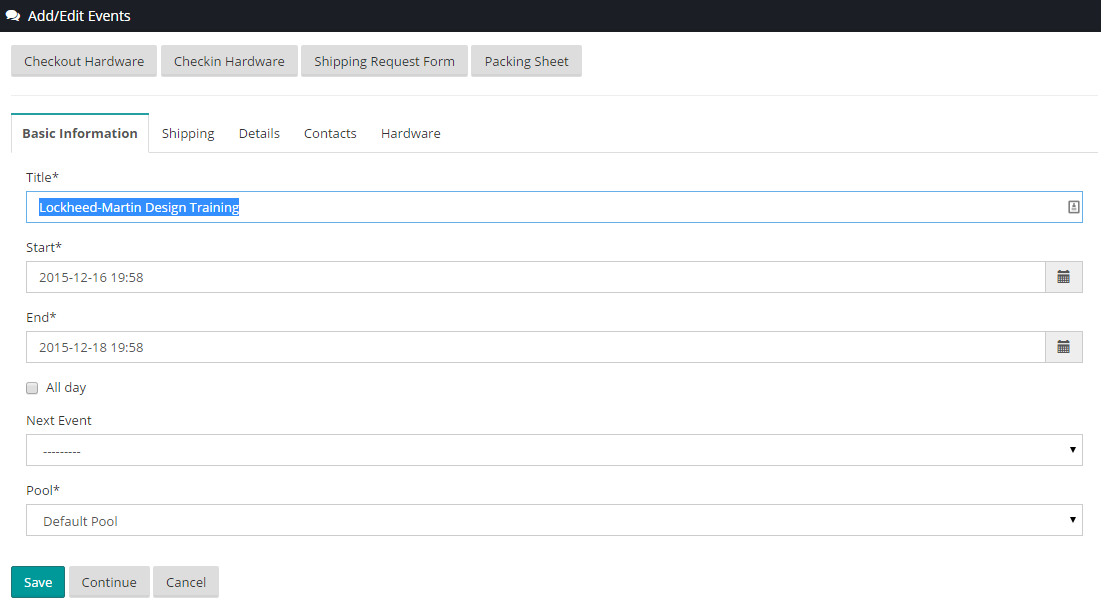 Add/Edit Events
Checkout Hardware Checkin Hardware Shipping Request Form Packing Sheet
Basic Information Shipping Details Contacts Hardware
Title*
Lockheed-Martin Design Training
Start*
2015-12-16 19:58
End*
2015-12-18 19:58
All day
Next Event
---------
Pool*
Default Pool
Save Continue Cancel